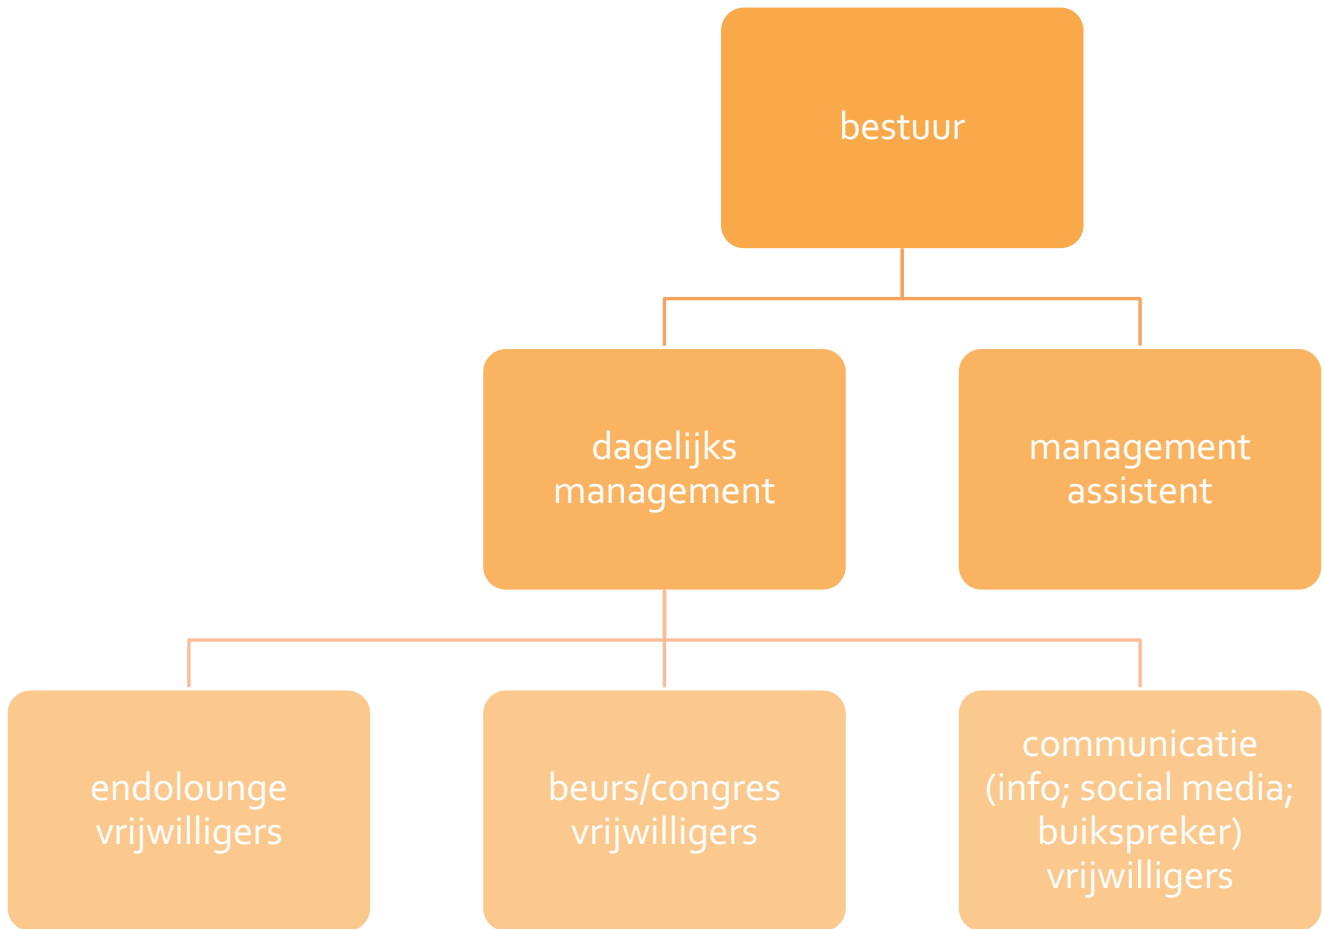 bestuur
dagelijks
management
management
assistent
endolounge
vrijwilligers
beurs/congres
vrijwilligers
communicatie
(info; social media;
buikspreker)
vrijwilligers